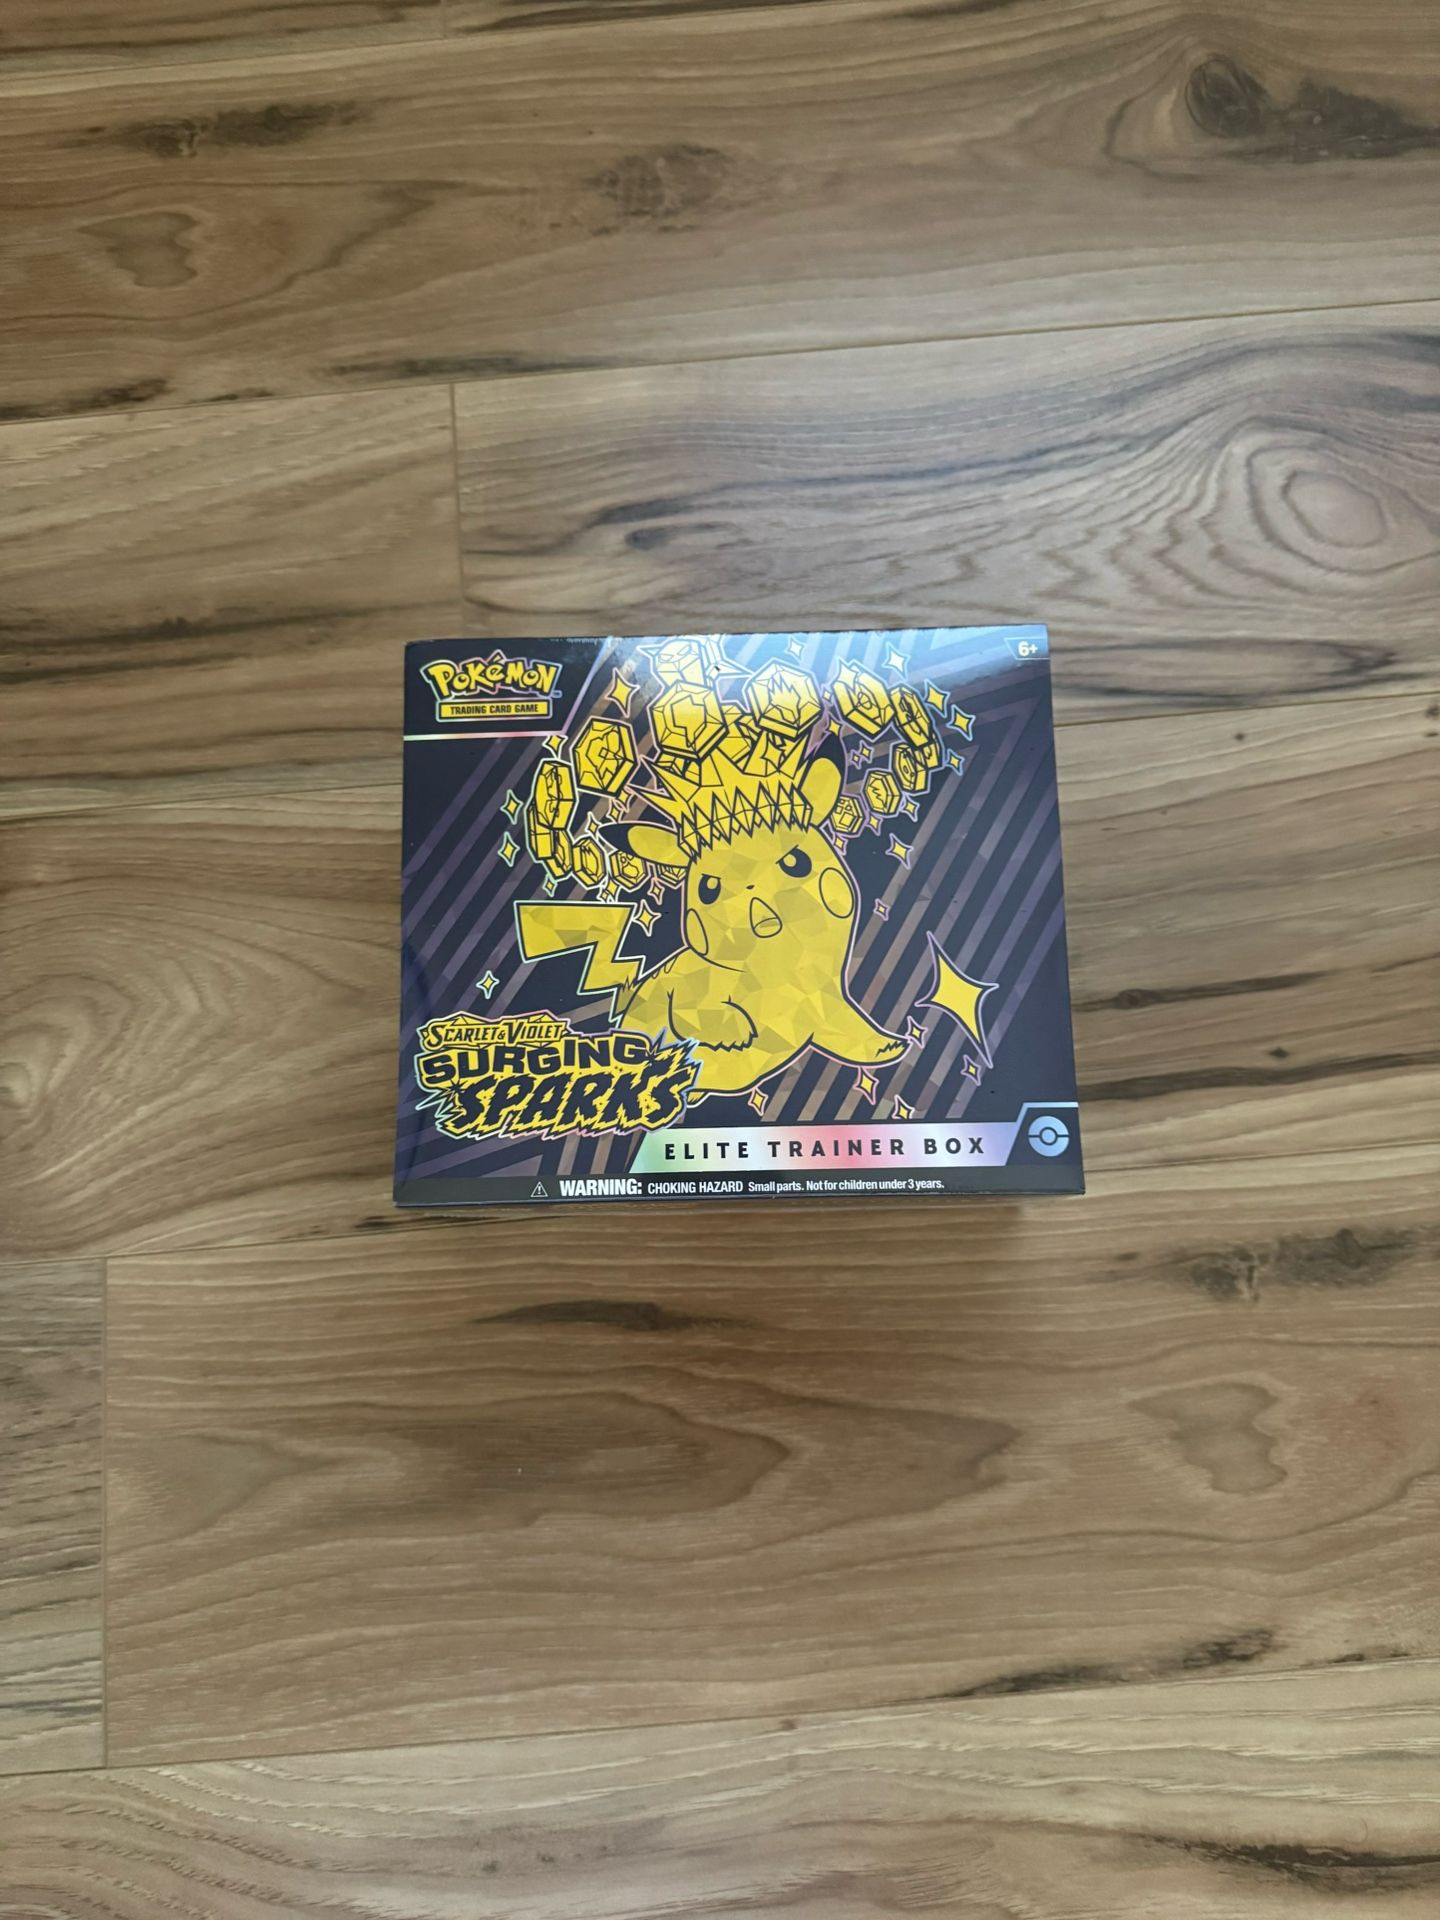 POKéMON
TRADING CARD GAME
6+
SCARLET & VIOLET
SURGING
SPARKS
ELITE TRAINER BOX
WARNING: CHOKING HAZARD Small parts. Not for children under 3 years.